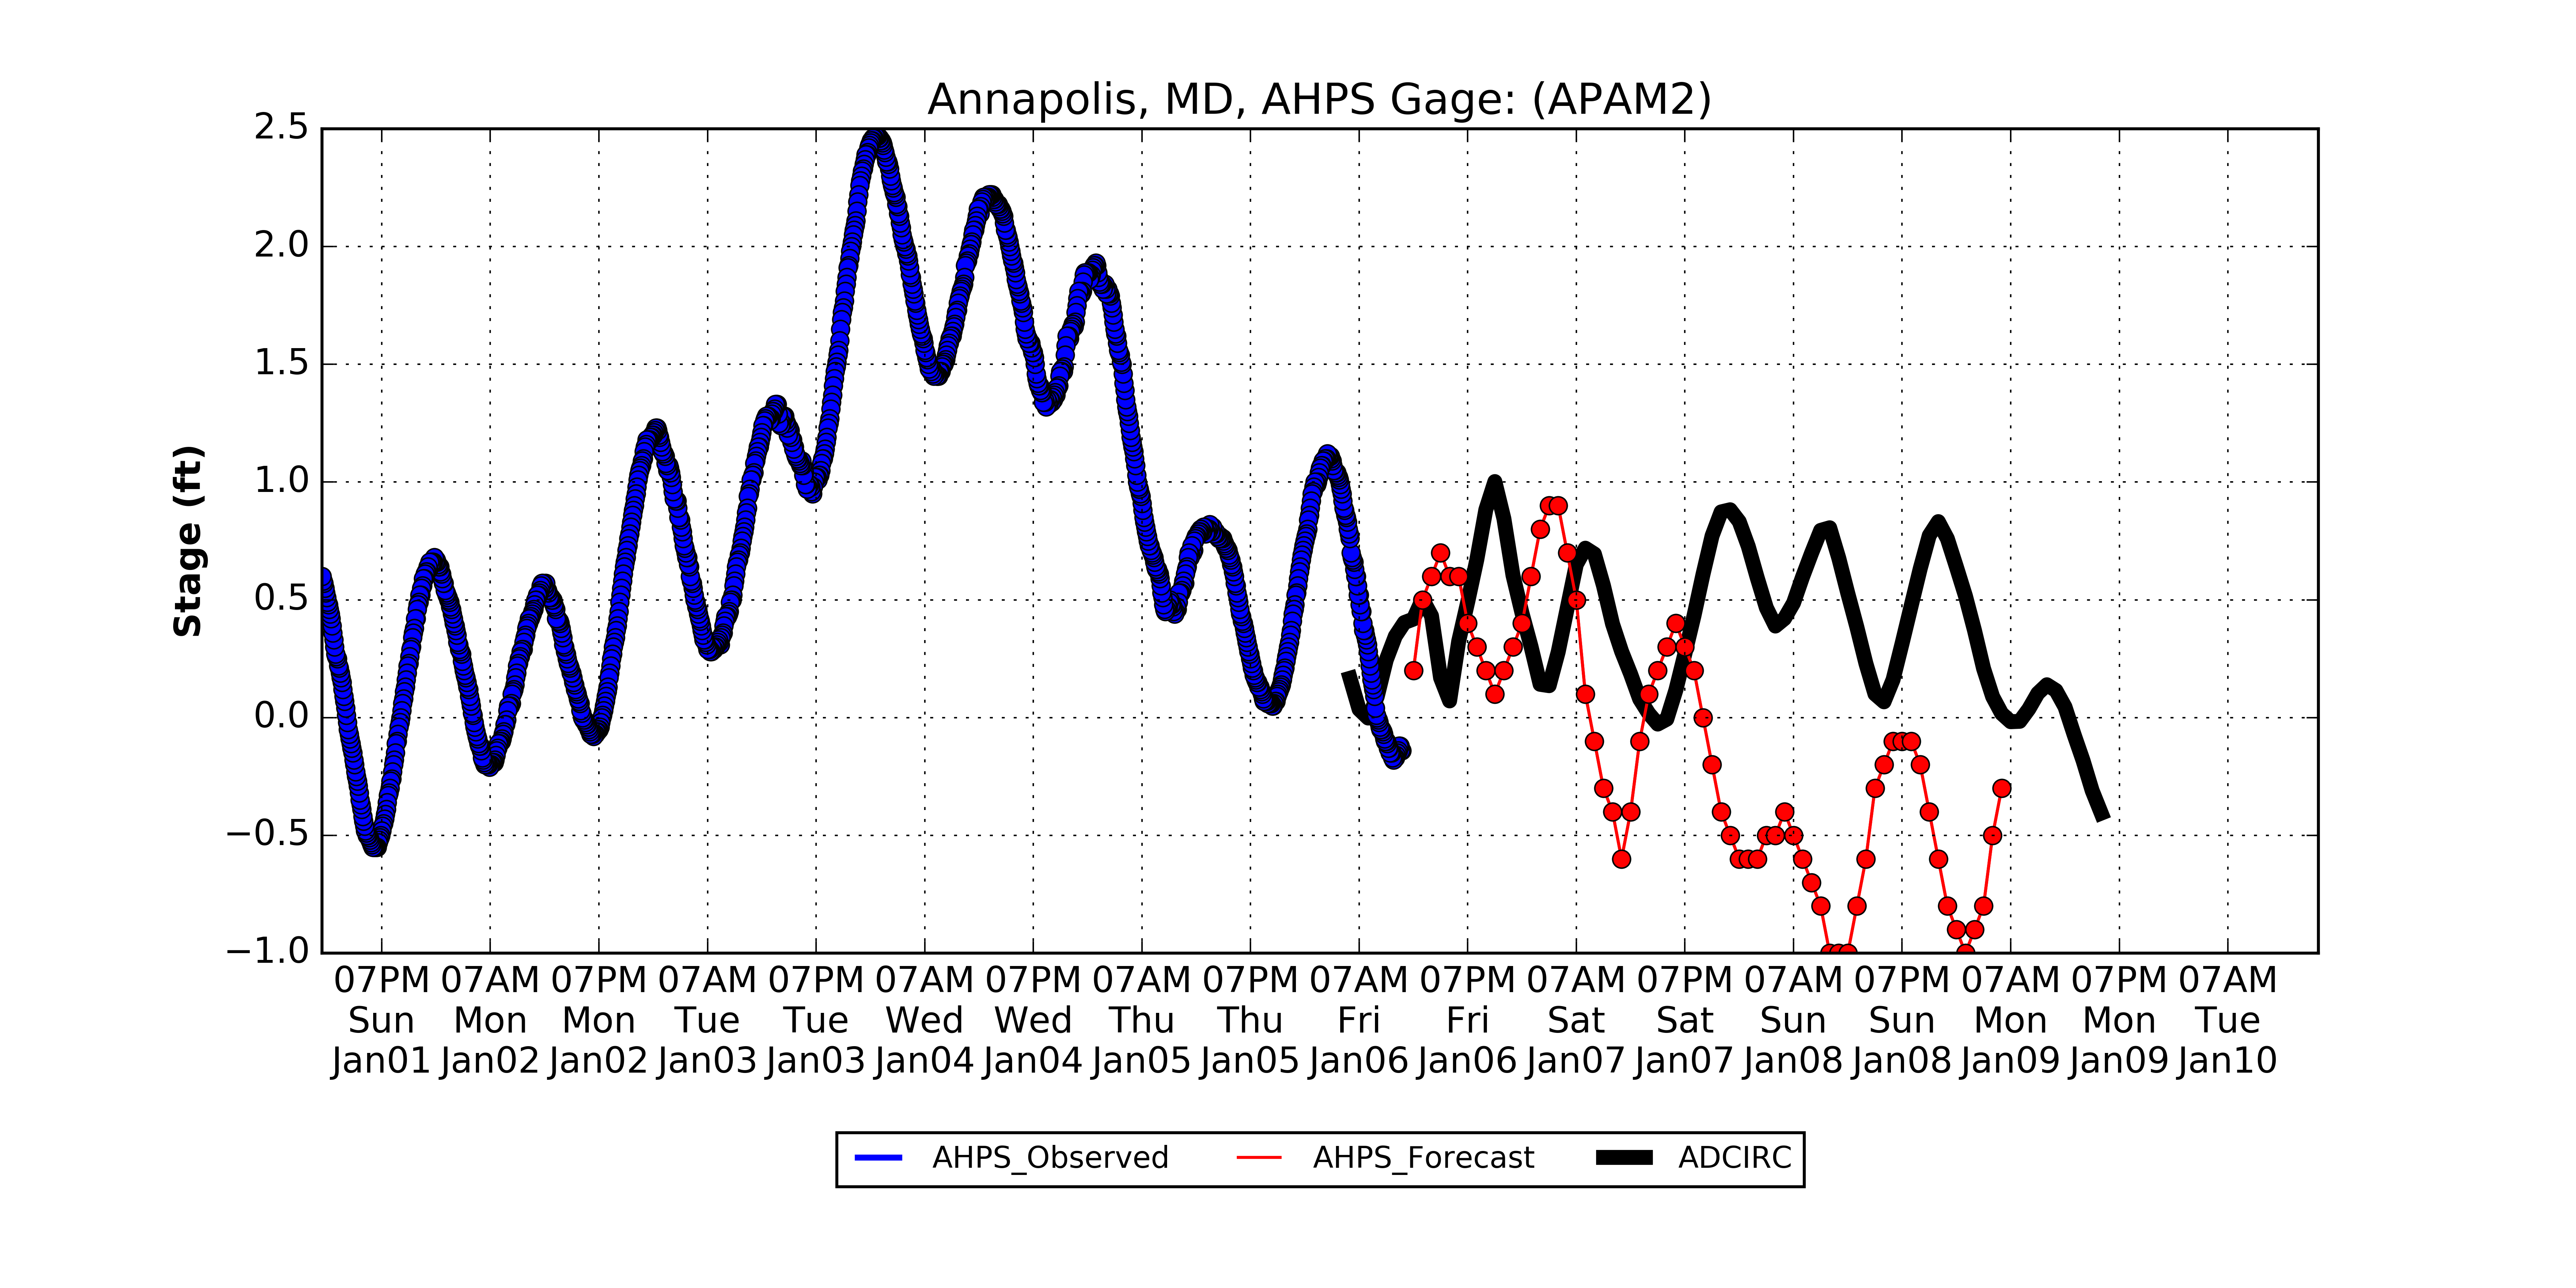 Annapolis, MD, AHPS Gage: (APAM2)
Stage (ft)
2.5
2.0
1.5
1.0
0.5
0.0
−0.5
−1.0
07PM 07AM 07PM 07AM 07PM 07AM 07PM 07AM 07PM 07AM 07PM 07AM 07PM 07AM 07PM 07AM 07PM 07AM
Sun Mon Mon Tue Tue Wed Wed Thu Thu Fri Fri Sat Sat Sun Sun Mon Mon Tue
Jan01 Jan02 Jan02 Jan03 Jan03 Jan04 Jan04 Jan05 Jan05 Jan06 Jan06 Jan07 Jan07 Jan08 Jan08 Jan09 Jan09 Jan10
AHPS_Observed AHPS_Forecast ADCIRC